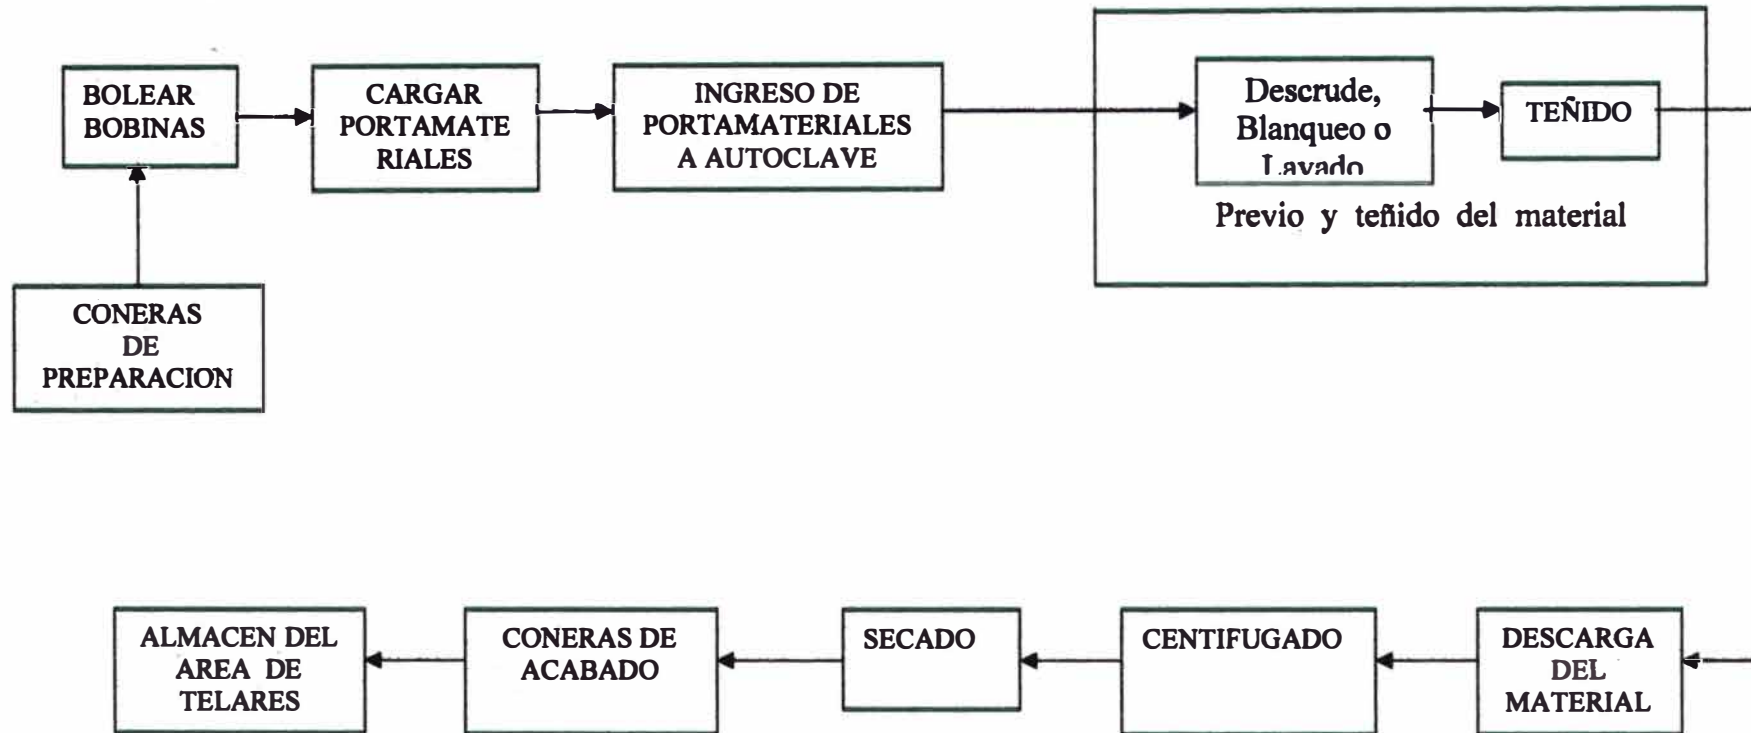 BOLEAR
BOBINAS
CARGAR
PORTAMATE
RIALES
INGRESO DE
PORTAMATERIALES
A AUTOCLAVE
Descrude,
Blanqueo o
Lavado
TEÑIDO
Previo y teñido del material
CONERAS
DE
PREPARACION
ALMACEN DEL
AREA DE
TELARES
CONERAS DE
ACABADO
SECADO
CENTIFUGADO
DESCARGA
DEL
MATERIAL